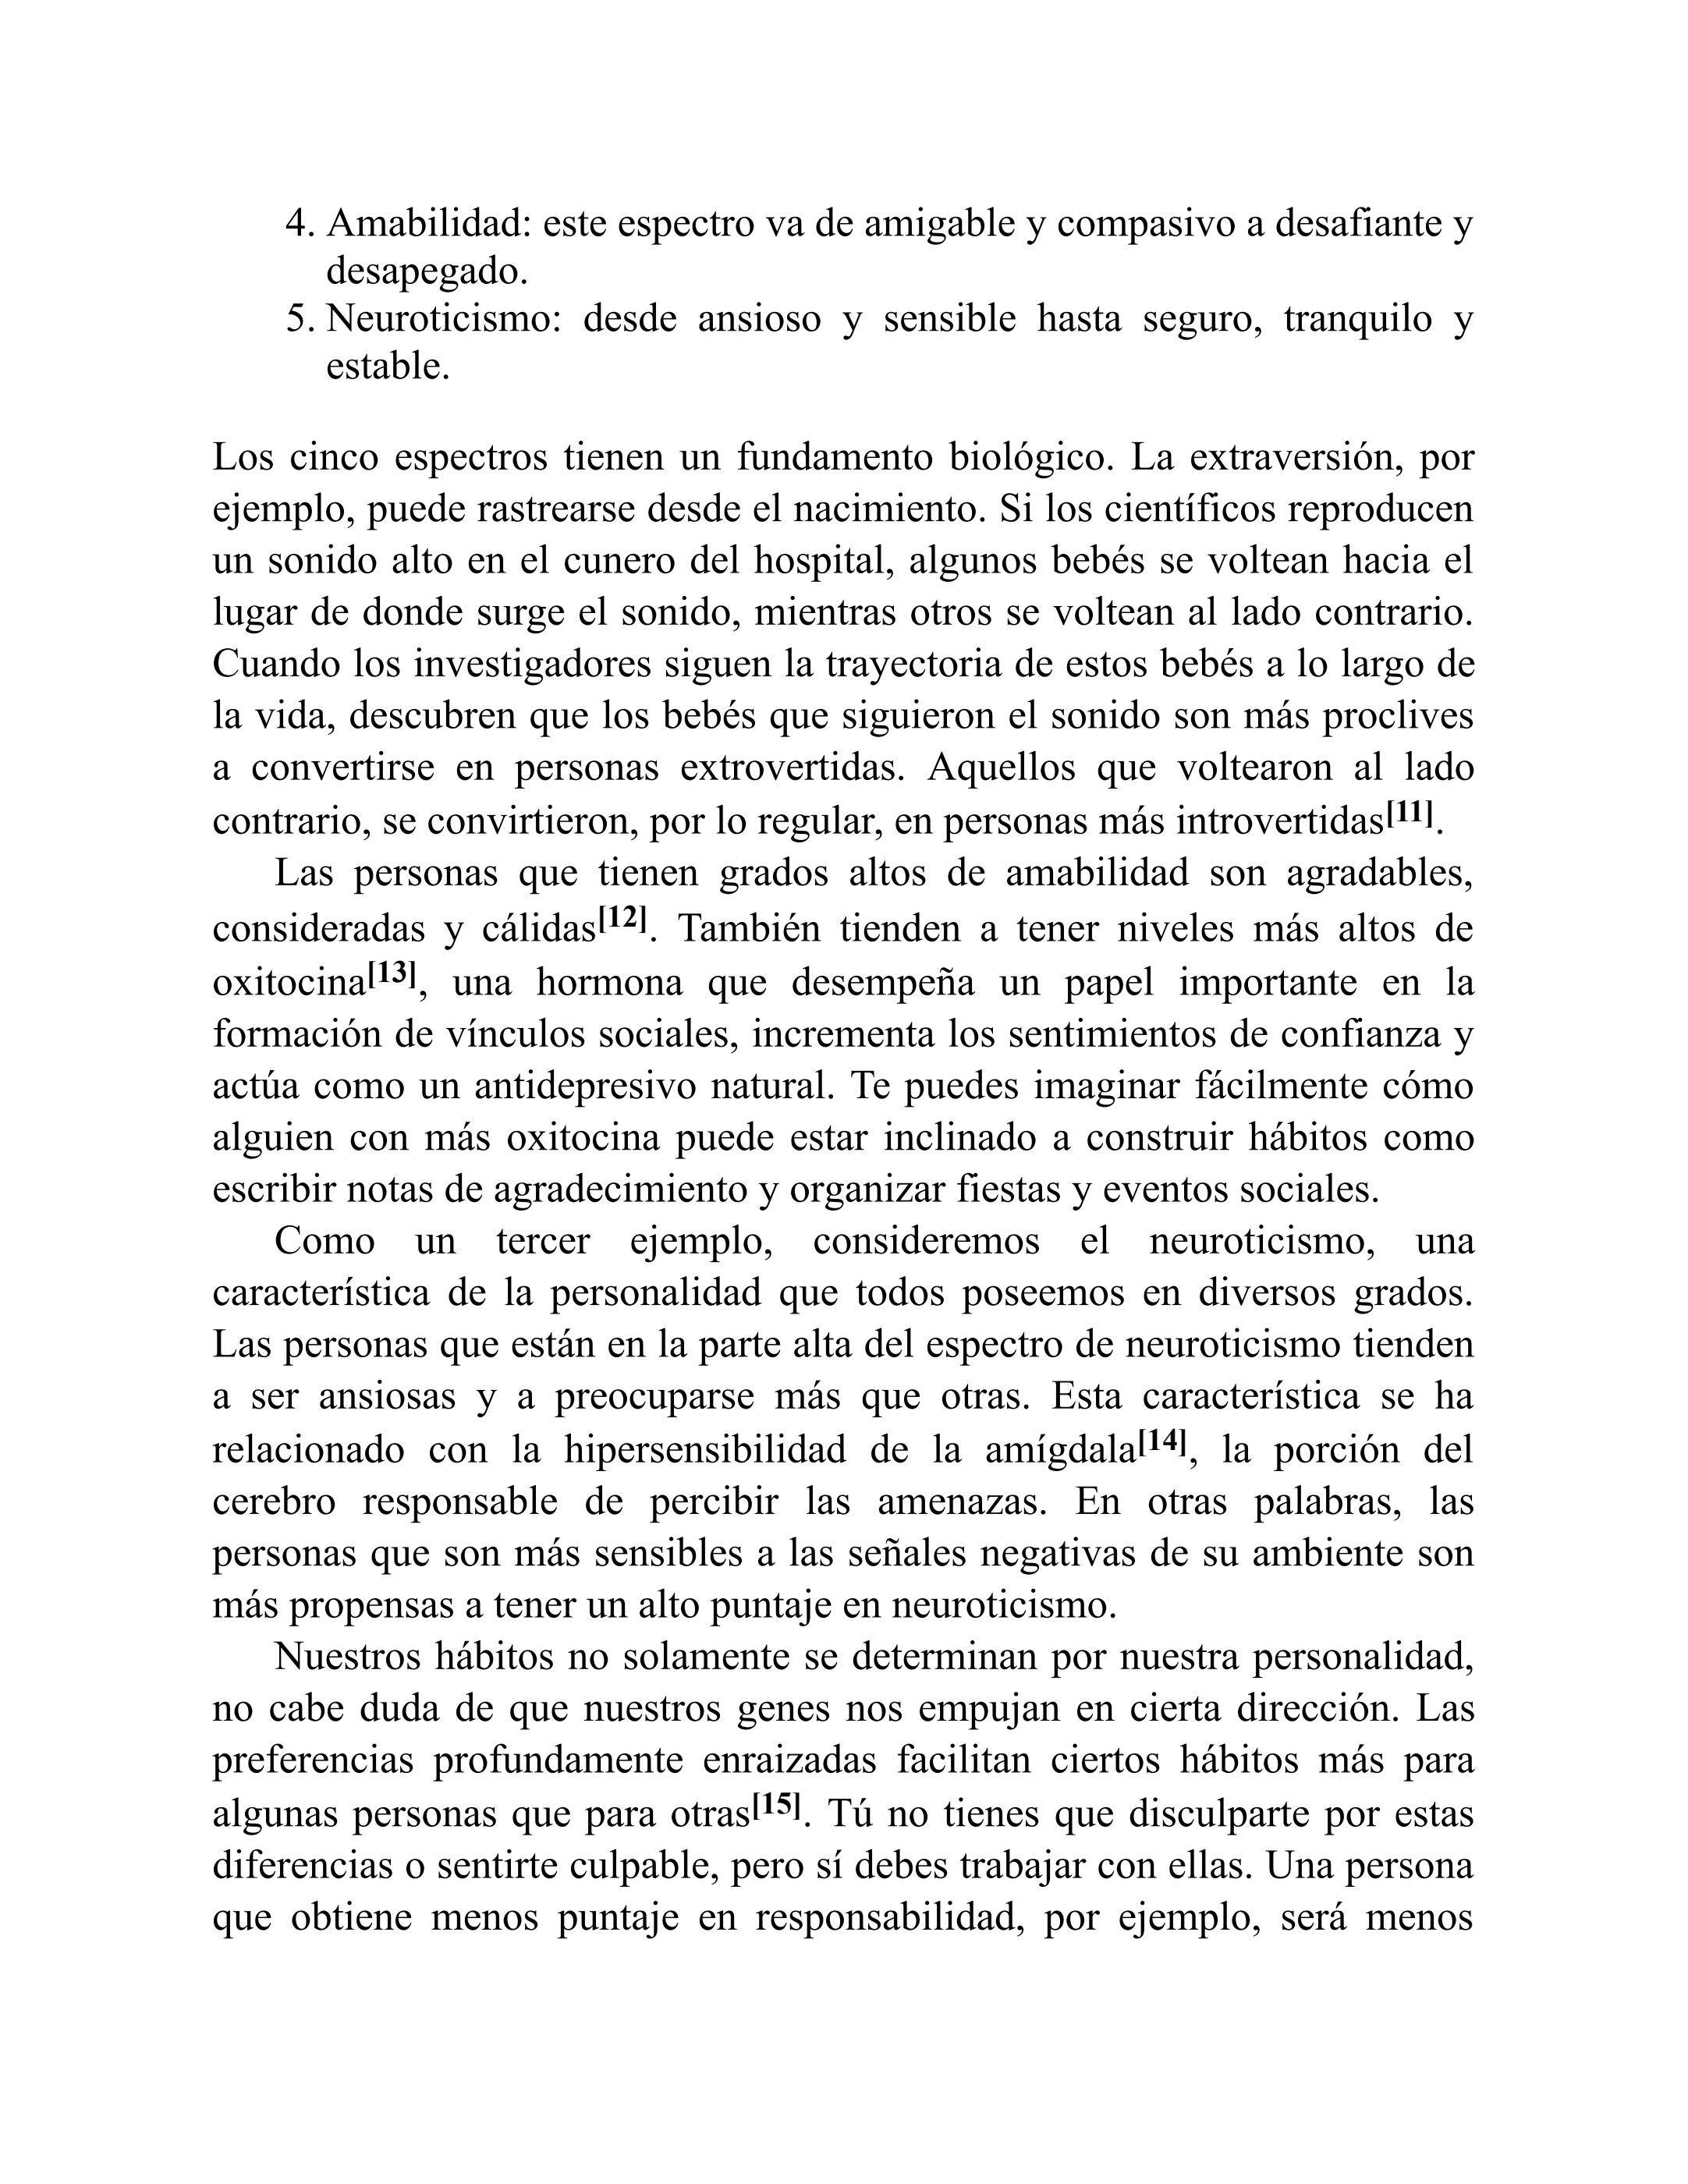 4. Amabilidad: este espectro va de amigable y compasivo a desafiante y
desapegado.
5. Neuroticismo: desde ansioso y sensible hasta seguro, tranquilo y
estable.
Los cinco espectros tienen un fundamento biológico. La extraversión, por
ejemplo, puede rastrearse desde el nacimiento. Si los científicos reproducen
un sonido alto en el cunero del hospital, algunos bebés se voltean hacia el
lugar de donde surge el sonido, mientras otros se voltean al lado contrario.
Cuando los investigadores siguen la trayectoria de estos bebés a lo largo de
la vida, descubren que los bebés que siguieron el sonido son más proclives
a convertirse en personas extrovertidas. Aquellos que voltearon al lado
contrario, se convirtieron, por lo regular, en personas más introvertidas[11].
Las personas que tienen grados altos de amabilidad son agradables,
consideradas y cálidas[12]. También tienden a tener niveles más altos de
oxitocina[13], una hormona que desempeña un papel importante en la
formación de vínculos sociales, incrementa los sentimientos de confianza y
actúa como un antidepresivo natural. Te puedes imaginar fácilmente cómo
alguien con más oxitocina puede estar inclinado a construir hábitos como
escribir notas de agradecimiento y organizar fiestas y eventos sociales.
Como un tercer ejemplo, consideremos el neuroticismo, una
característica de la personalidad que todos poseemos en diversos grados.
Las personas que están en la parte alta del espectro de neuroticismo tienden
a ser ansiosas y a preocuparse más que otras. Esta característica se ha
relacionado con la hipersensibilidad de la amígdala[14], la porción del
cerebro responsable de percibir las amenazas. En otras palabras, las
personas que son más sensibles a las señales negativas de su ambiente son
más propensas a tener un alto puntaje en neuroticismo.
Nuestros hábitos no solamente se determinan por nuestra personalidad,
no cabe duda de que nuestros genes nos empujan en cierta dirección. Las
preferencias profundamente enraizadas facilitan ciertos hábitos más para
algunas personas que para otras[15]. Tú no tienes que disculparte por estas
diferencias o sentirte culpable, pero sí debes trabajar con ellas. Una persona
que obtiene menos puntaje en responsabilidad, por ejemplo, será menos